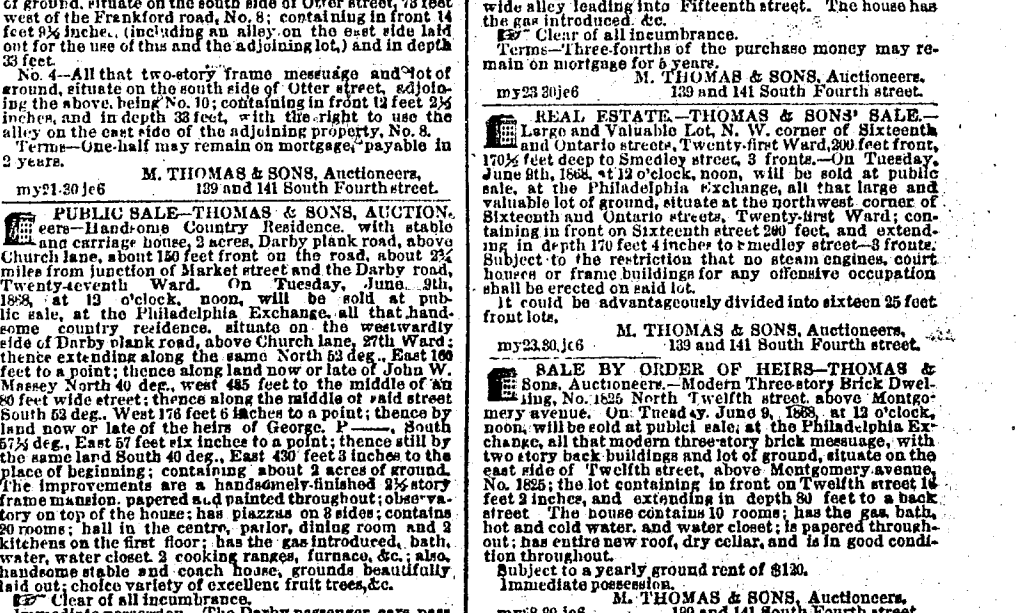 of ground, situate on the south side of Otter street, 73 feet
west of the Frankford road, No. 8; containing in front 14
feet 9½ inches, (including an alley on the east side laid
out for the use of this and the adjoining lot,) and in depth
33 feet.
No. 4—All that two-story frame messuage and lot of
ground, situate on the south side of Otter street, adjoin-
ing the above, being No. 10; containing in front 12 feet 2½
inches, and in depth 33 feet, with the right to use the
alley on the east side of the adjoining property, No. 8.
Terms—One-half may remain on mortgage, payable in
2 years.
M. THOMAS & SONS, Auctioneers,
my21-30je6 139 and 141 South Fourth street.
PUBLIC SALE—THOMAS & SONS, AUCTION-
eers—Handsome Country Residence, with stable
and carriage house, 2 acres, Darby plank road, above
Church lane, about 150 feet front on the road, about 2¾
miles from junction of Market street and the Darby road,
Twenty-seventh Ward. On Tuesday, June 9th,
1868, at 12 o'clock, noon, will be sold at pub-
lic sale, at the Philadelphia Exchange, all that hand-
some country residence, situate on the westwardly
side of Darby plank road, above Church lane, 27th Ward;
thence extending along the same North 52 deg., East 160
feet to a point; thence along land now or late of John W.
Massey North 40 deg., west 485 feet to the middle of an
80 feet wide street; thence along the middle of said street
South 52 deg., West 176 feet 6 inches to a point; thence by
land now or late of the heirs of George. P——, South
57½ deg., East 57 feet six inches to a point; thence still by
the same land South 40 deg., East 430 feet 3 inches to the
place of beginning; containing about 2 acres of ground.
The improvements are a handsomely-finished 2½ story
frame mansion, papered and painted throughout; observa-
tory on top of the house; has piazzas on 3 sides; contains
20 rooms; hall in the centre, parlor, dining room and 2
kitchens on the first floor; has the gas introduced, bath,
water, water closet, 2 cooking ranges, furnace, &c.; also,
handsome stable and coach house, grounds beautifully
laid out; choice variety of excellent fruit trees, &c.
☞ Clear of all incumbrance.
wide alley leading into Fifteenth street. The house has
the gas introduced, &c.
☞ Clear of all incumbrance.
Terms—Three-fourths of the purchase money may re-
main on mortgage for 5 years.
M. THOMAS & SONS, Auctioneers,
my23 30je6 139 and 141 South Fourth street.
REAL ESTATE.—THOMAS & SONS' SALE.—
Large and Valuable Lot, N. W. corner of Sixteenth
and Ontario streets, Twenty-first Ward, 200 feet front,
170½ feet deep to Smedley street, 3 fronts.—On Tuesday,
June 9th, 1868, at 12 o'clock, noon, will be sold at public
sale, at the Philadelphia Exchange, all that large and
valuable lot of ground, situate at the northwest corner of
Sixteenth and Ontario streets, Twenty-first Ward; con-
taining in front on Sixteenth street 200 feet, and extend-
ing in depth 170 feet 4 inches to Smedley street—3 fronts.
Subject to the restriction that no steam engines, court
houses or frame buildings for any offensive occupation
shall be erected on said lot.
It could be advantageously divided into sixteen 25 feet
front lots.
M. THOMAS & SONS, Auctioneers,
my23,30,je6 139 and 141 South Fourth street.
SALE BY ORDER OF HEIRS—THOMAS &
Sons, Auctioneers.—Modern Three-story Brick Dwel-
ling, No. 1825 North Twelfth street, above Montgo-
mery avenue. On Tuesday, June 9, 1868, at 12 o'clock,
noon, will be sold at publci sale, at the Philadelphia Ex-
change, all that modern three-story brick messuage, with
two story back buildings and lot of ground, situate on the
east side of Twelfth street, above Montgomery avenue,
No. 1825; the lot containing in front on Twelfth street 16
feet 2 inches, and extending in depth 80 feet to a back
street The house contains 10 rooms; has the gas, bath,
hot and cold water, and water closet; is papered through-
out; has entire new roof, dry cellar, and is in good condi-
tion throughout.
Subject to a yearly ground rent of $120.
Immediate possession.
M. THOMAS & SONS, Auctioneers,
139 and 141 South Fourth street.